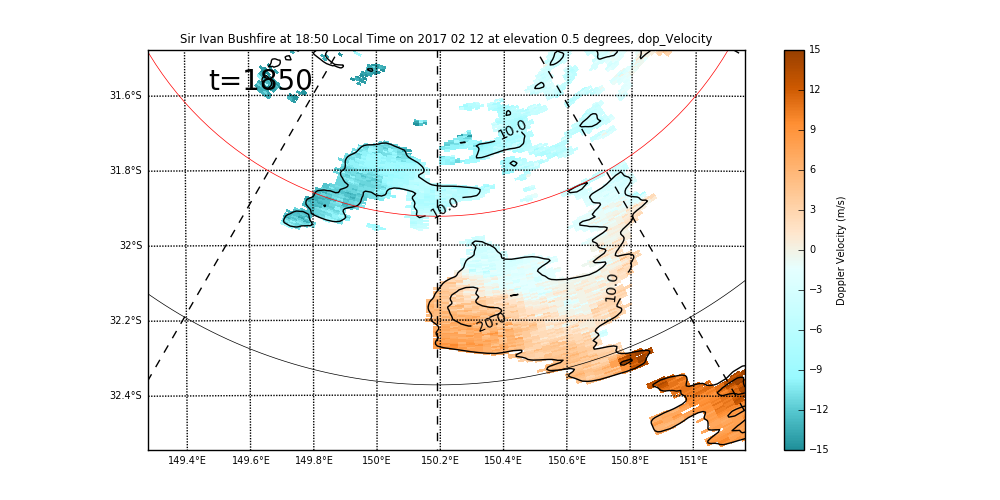 Sir Ivan Bushfire at 18:50 Local Time on 2017 02 12 at elevation 0.5 degrees, dop_Velocity
t=1850
31.6°S
31.8°S
32°S
32.2°S
32.4°S
10.0
10.0
10.0
20.0
149.4°E 149.6°E 149.8°E 150°E 150.2°E 150.4°E 150.6°E 150.8°E 151°E
15
12
9
6
3
0
−3
−6
−9
−12
−15
Doppler Velocity (m/s)